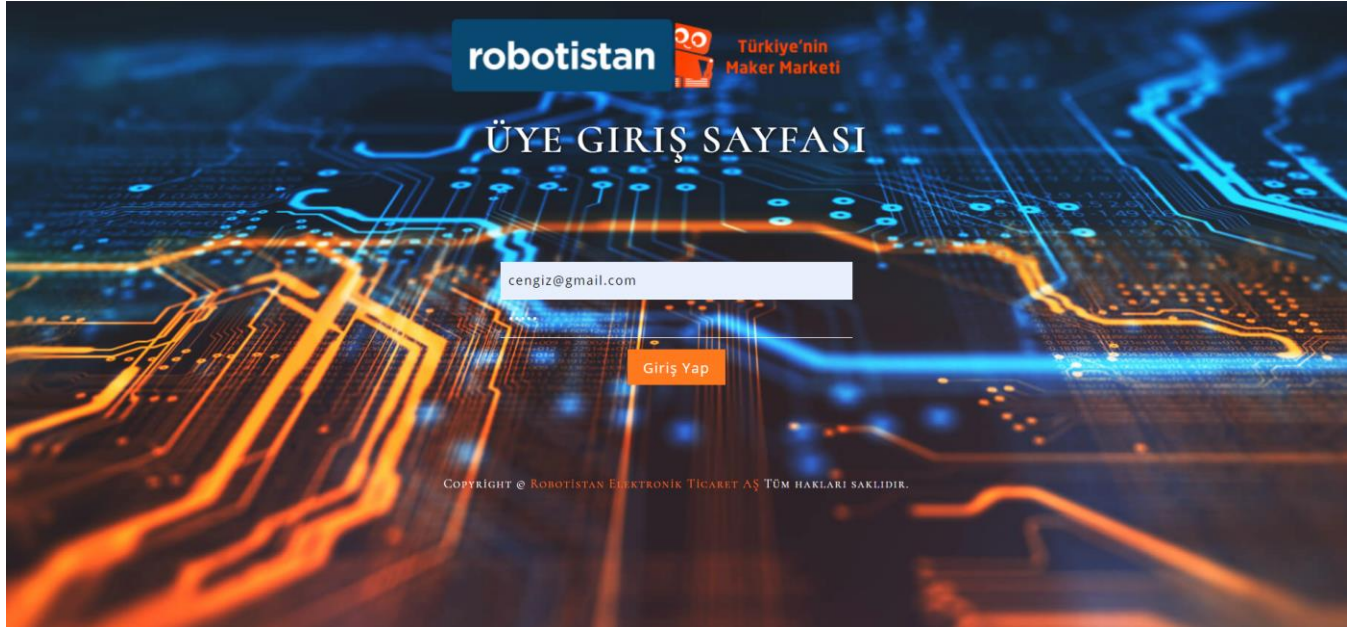 robotistan
Türkiye'nin
Maker Marketi
ÜYE GIRIŞ SAYFASI
cengiz@gmail.com
Giriş Yap
Copyright @ Robotistan Elektronik Ticaret AŞ Tüm hakları saklıdır.